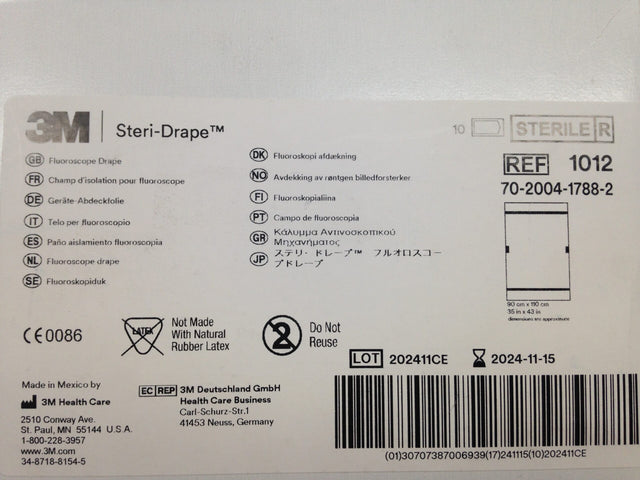 3M Steri-Drape™
10 STERILE R
GB Fluoroscope Drape
FR Champ d'isolation pour fluoroscope
DE Geräte-Abdeckfolie
IT Telo per fluoroscopio
ES Paño aislamiento fluoroscopia
NL Fluoroscope drape
SE Fluoroskopiduk
DK Fluoroskopi afdækning
NO Avdekking av røntgen billedforsterker
FI Fluoroskopialiina
PT Campo de fluoroscopia
GR Κάλυμμα Αντινοσκοπικού
Μηχανήματος
JP ステリ・ドレープ™ フルオロスコー
プドレープ
REF 1012
70-2004-1788-2
90 cm x 110 cm
35 in x 43 in
dimensions are approximate
CE0086
LATEX
Not Made
With Natural
Rubber Latex
2
Do Not
Reuse
LOT 202411CE
2024-11-15
Made in Mexico by
3M Health Care
2510 Conway Ave.
St. Paul, MN 55144 U.S.A.
1-800-228-3957
www.3M.com
34-8718-8154-5
EC REP 3M Deutschland GmbH
Health Care Business
Carl-Schurz-Str.1
41453 Neuss, Germany
(01)30707387006939(17)241115(10)202411CE